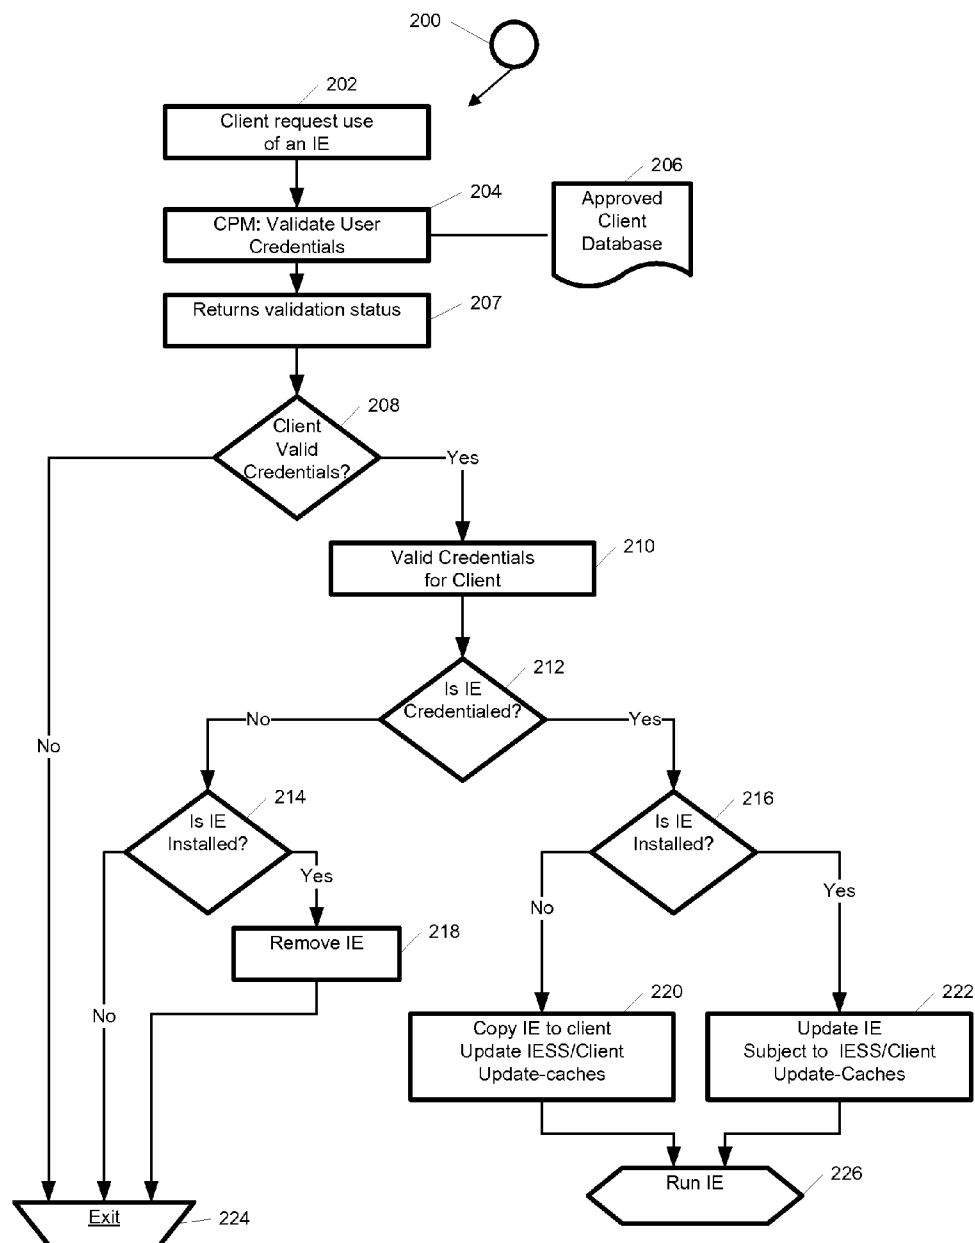 200
202
Client request use
of an IE
204
CPM: Validate User
Credentials
206
Approved
Client
Database
Returns validation status
207
208
Client
Valid
Credentials?
Yes
210
Valid Credentials
for Client
212
Is IE
Credentialed?
No
Yes
No
214
Is IE
Installed?
216
Is IE
Installed?
Yes
Yes
No
Remove IE
218
No
220
222
Copy IE to client
Update IESS/Client
Update-caches
Update IE
Subject to IESS/Client
Update-Caches
Run IE
226
Exit
224